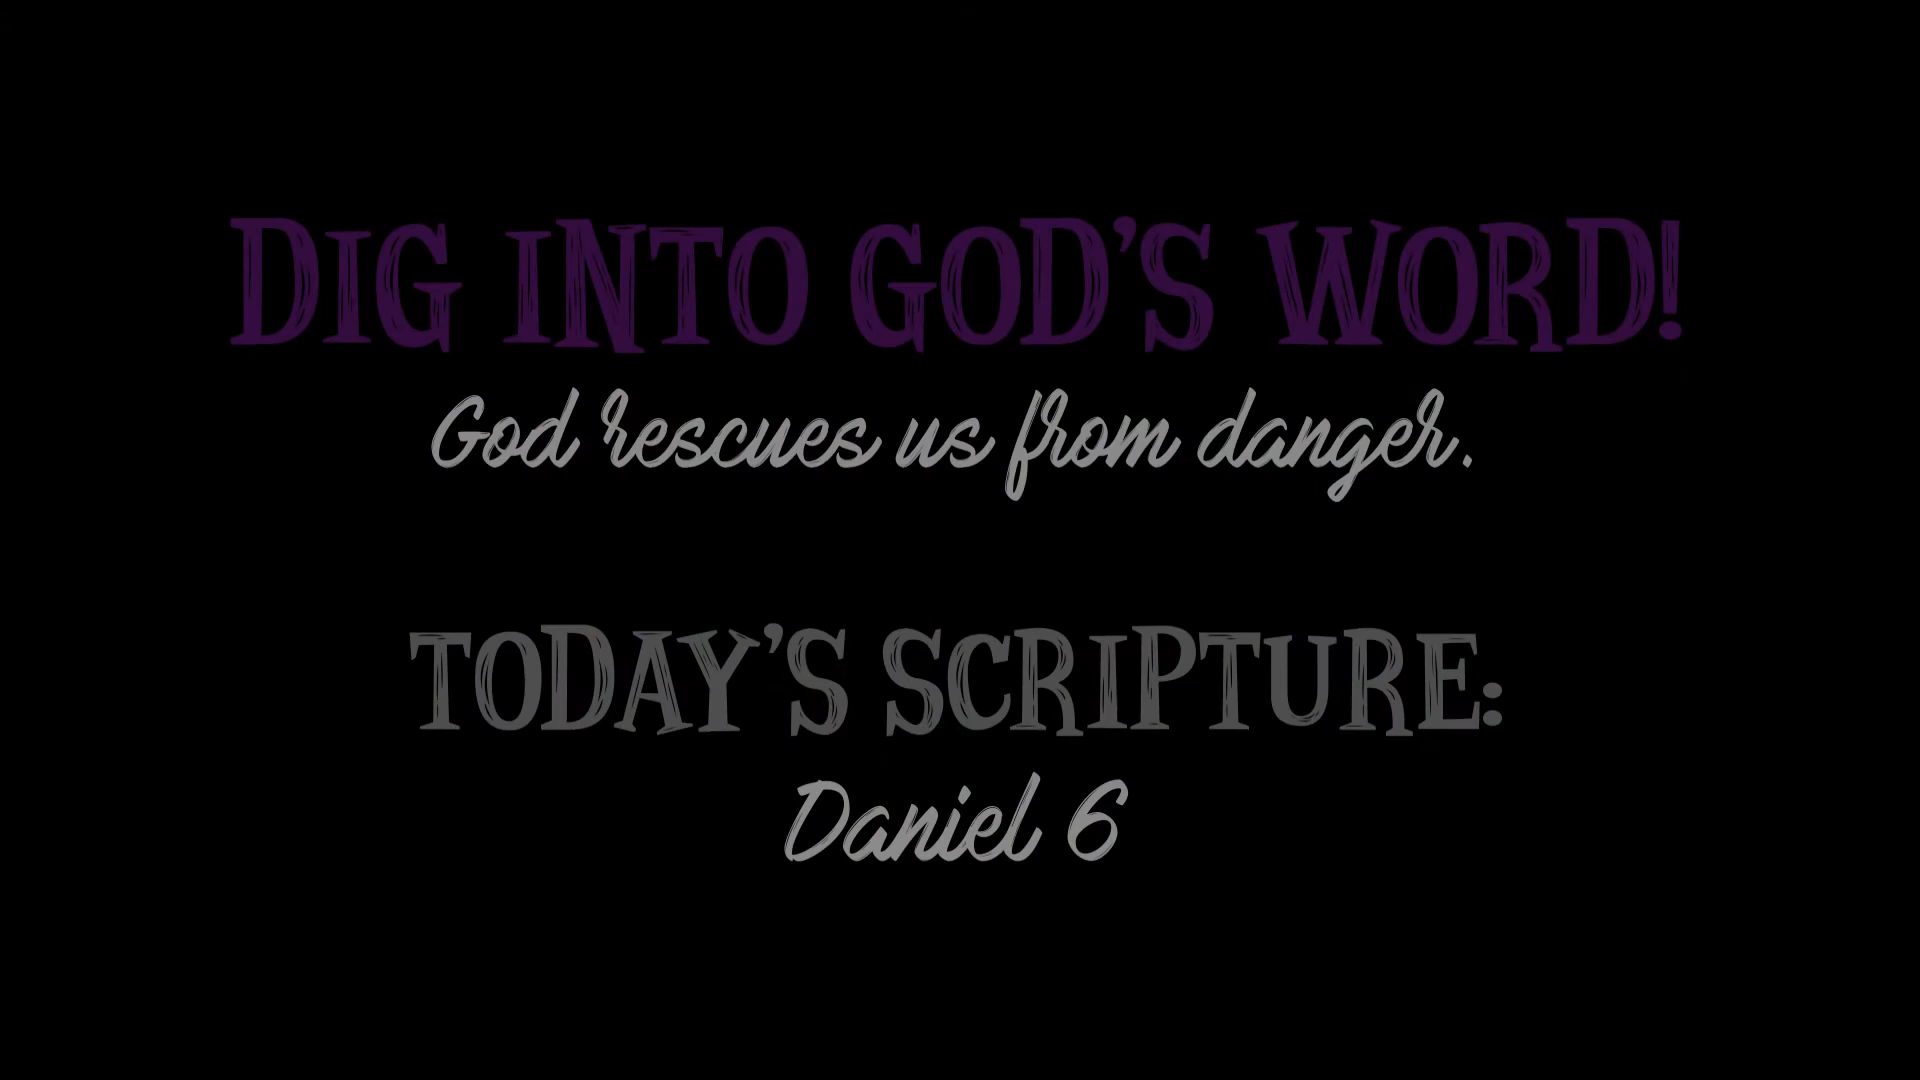 DIG INTO GOD'S WORD!
God rescues us from danger.
TODAY'S SCRIPTURE:
Daniel 6